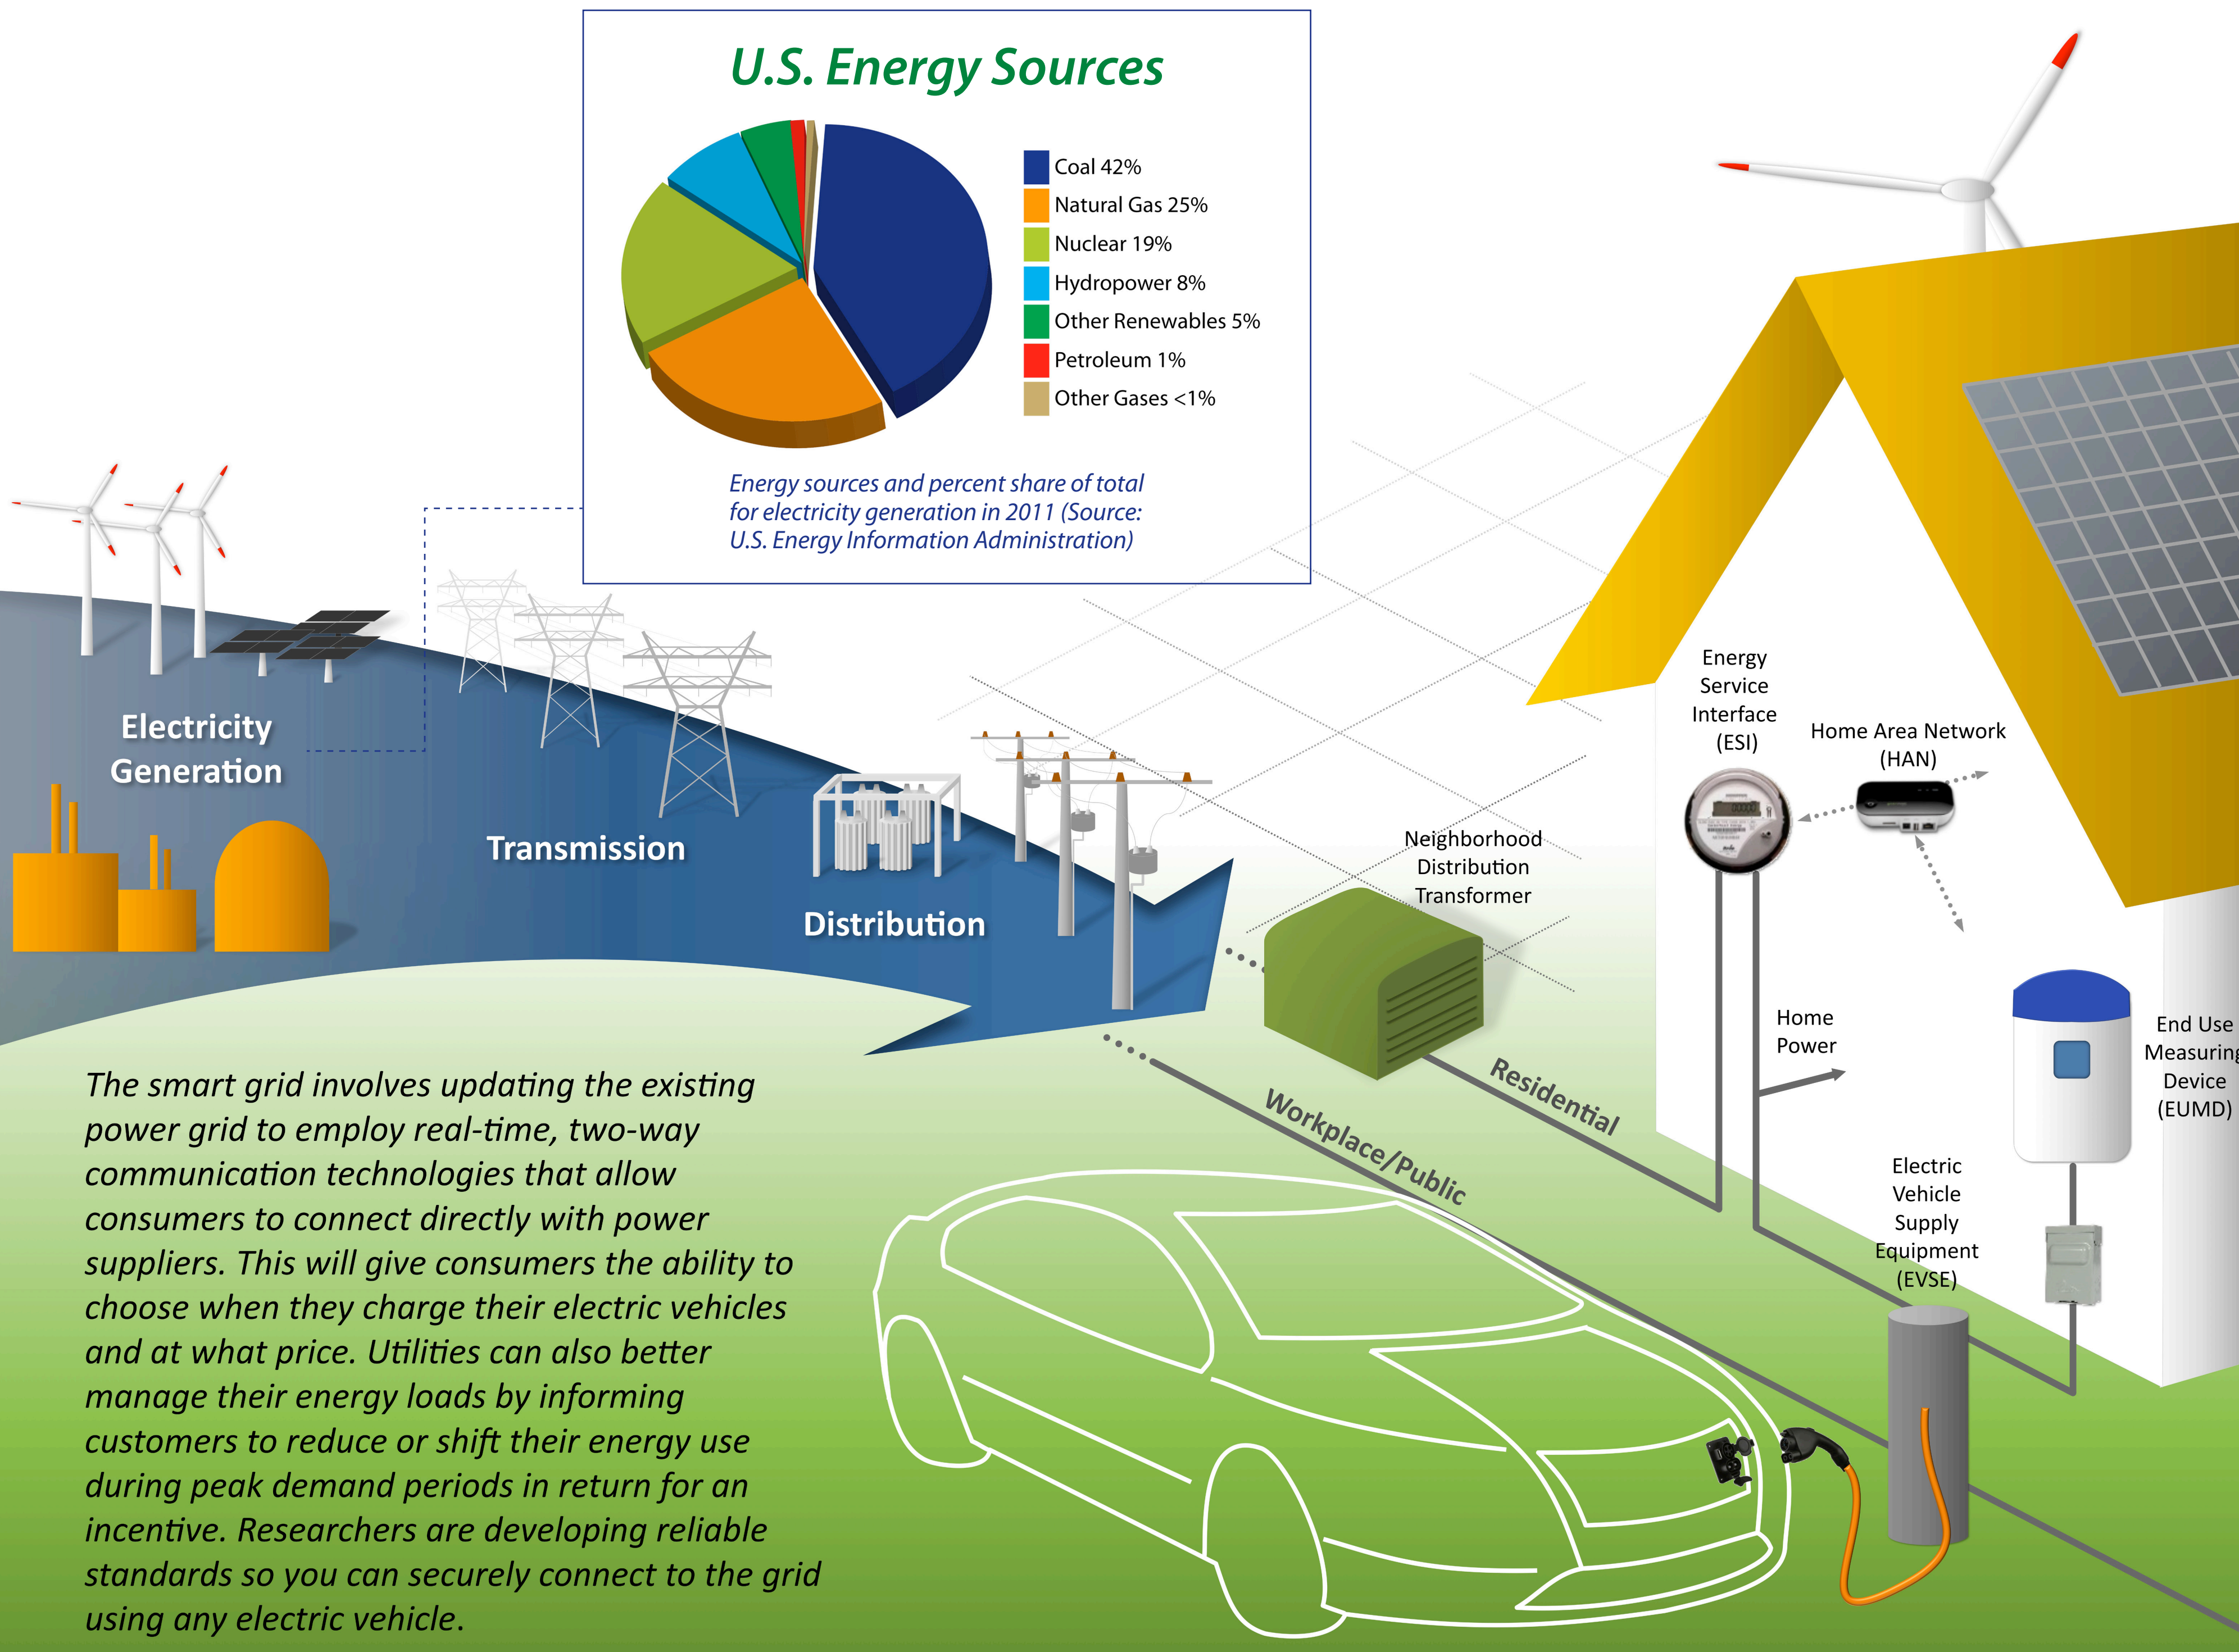 U.S. Energy Sources
Coal 42%
Natural Gas 25%
Nuclear 19%
Hydropower 8%
Other Renewables 5%
Petroleum 1%
Other Gases <1%
Energy sources and percent share of total
for electricity generation in 2011 (Source:
U.S. Energy Information Administration)
Electricity
Generation
Transmission
Distribution
Neighborhood
Distribution
Transformer
Energy
Service
Interface
(ESI)
Home Area Network
(HAN)
Home
Power
End Use
Measuring
Device
(EUMD)
Electric
Vehicle
Supply
Equipment
(EVSE)
Residential
Workplace/Public
The smart grid involves updating the existing
power grid to employ real-time, two-way
communication technologies that allow
consumers to connect directly with power
suppliers. This will give consumers the ability to
choose when they charge their electric vehicles
and at what price. Utilities can also better
manage their energy loads by informing
customers to reduce or shift their energy use
during peak demand periods in return for an
incentive. Researchers are developing reliable
standards so you can securely connect to the grid
using any electric vehicle.